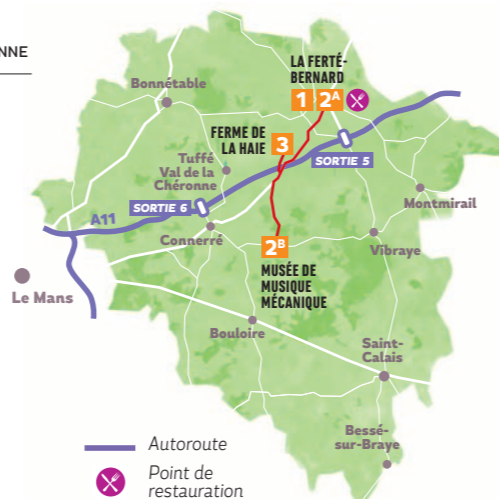 NNE
LA FERTÉ-
BERNARD
1 2A
Bonnétable
FERME DE
LA HAIE
3
SORTIE 5
Tuffé
Val de la
Chéronne
Montmirail
A11
SORTIE 6
Connerré
2B
Vibraye
MUSÉE DE
MUSIQUE
MÉCANIQUE
Le Mans
Bouloire
Saint-
Calais
Bessé-
sur-Braye
Autoroute
Point de
restauration